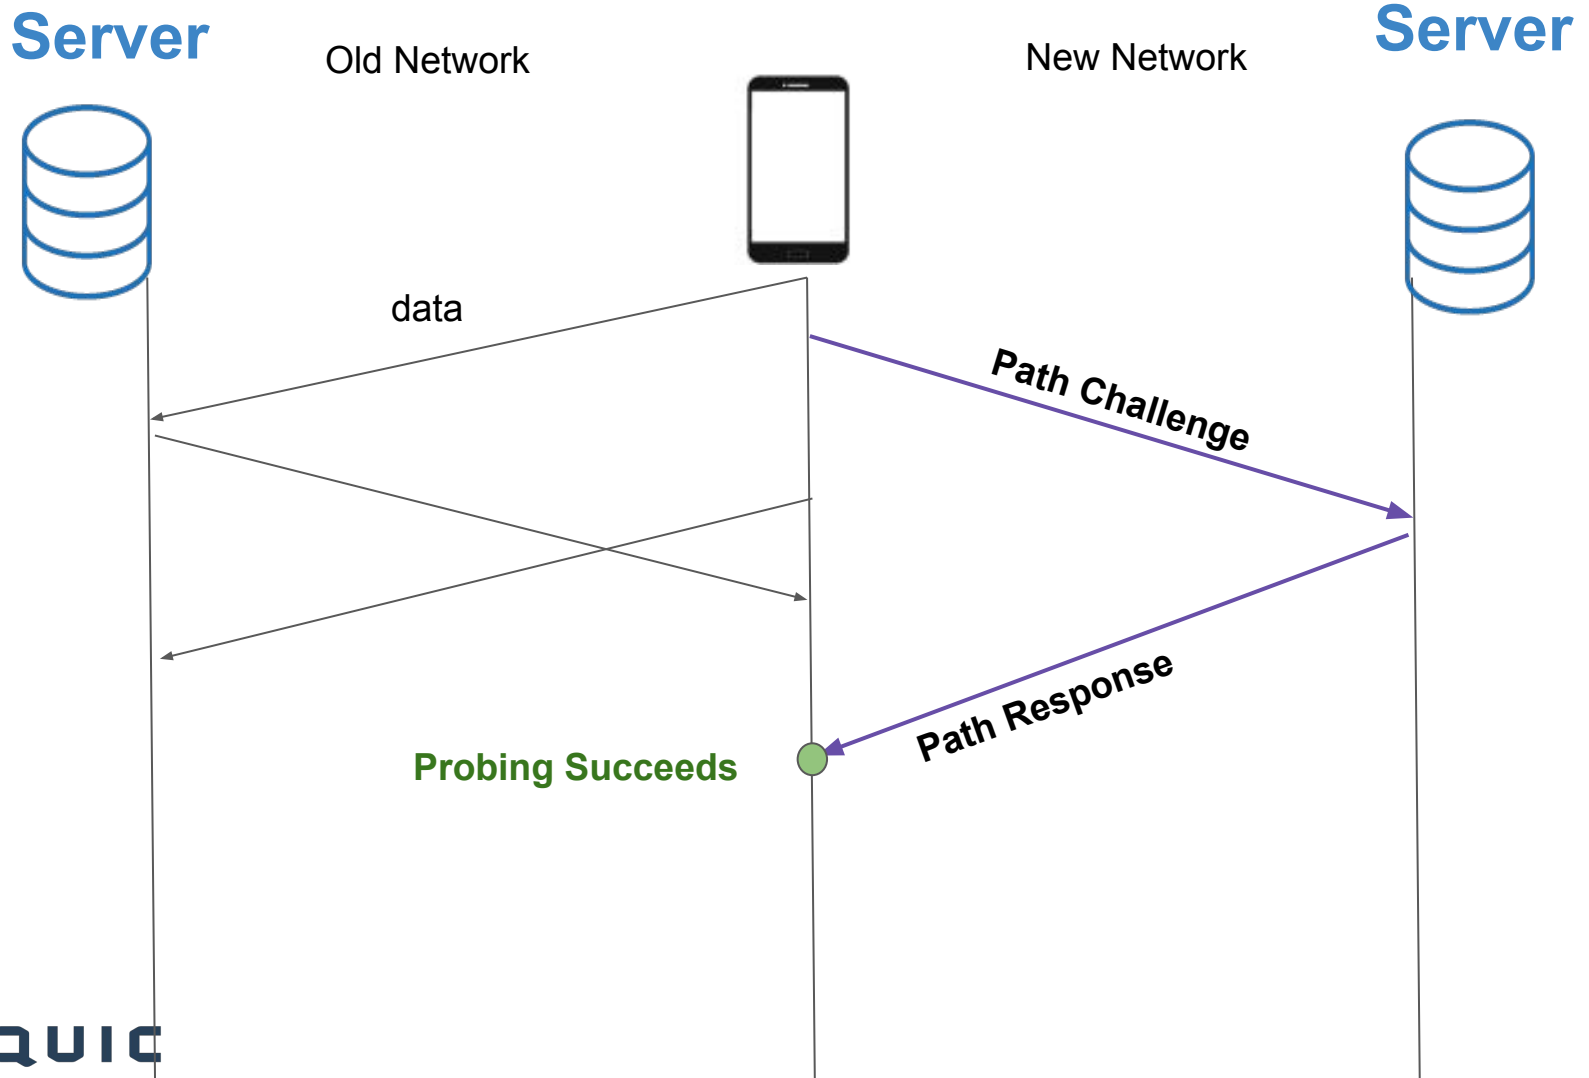 Server
Old Network
New Network
Server
data
Path Challenge
Path Response
Probing Succeeds
QUIC